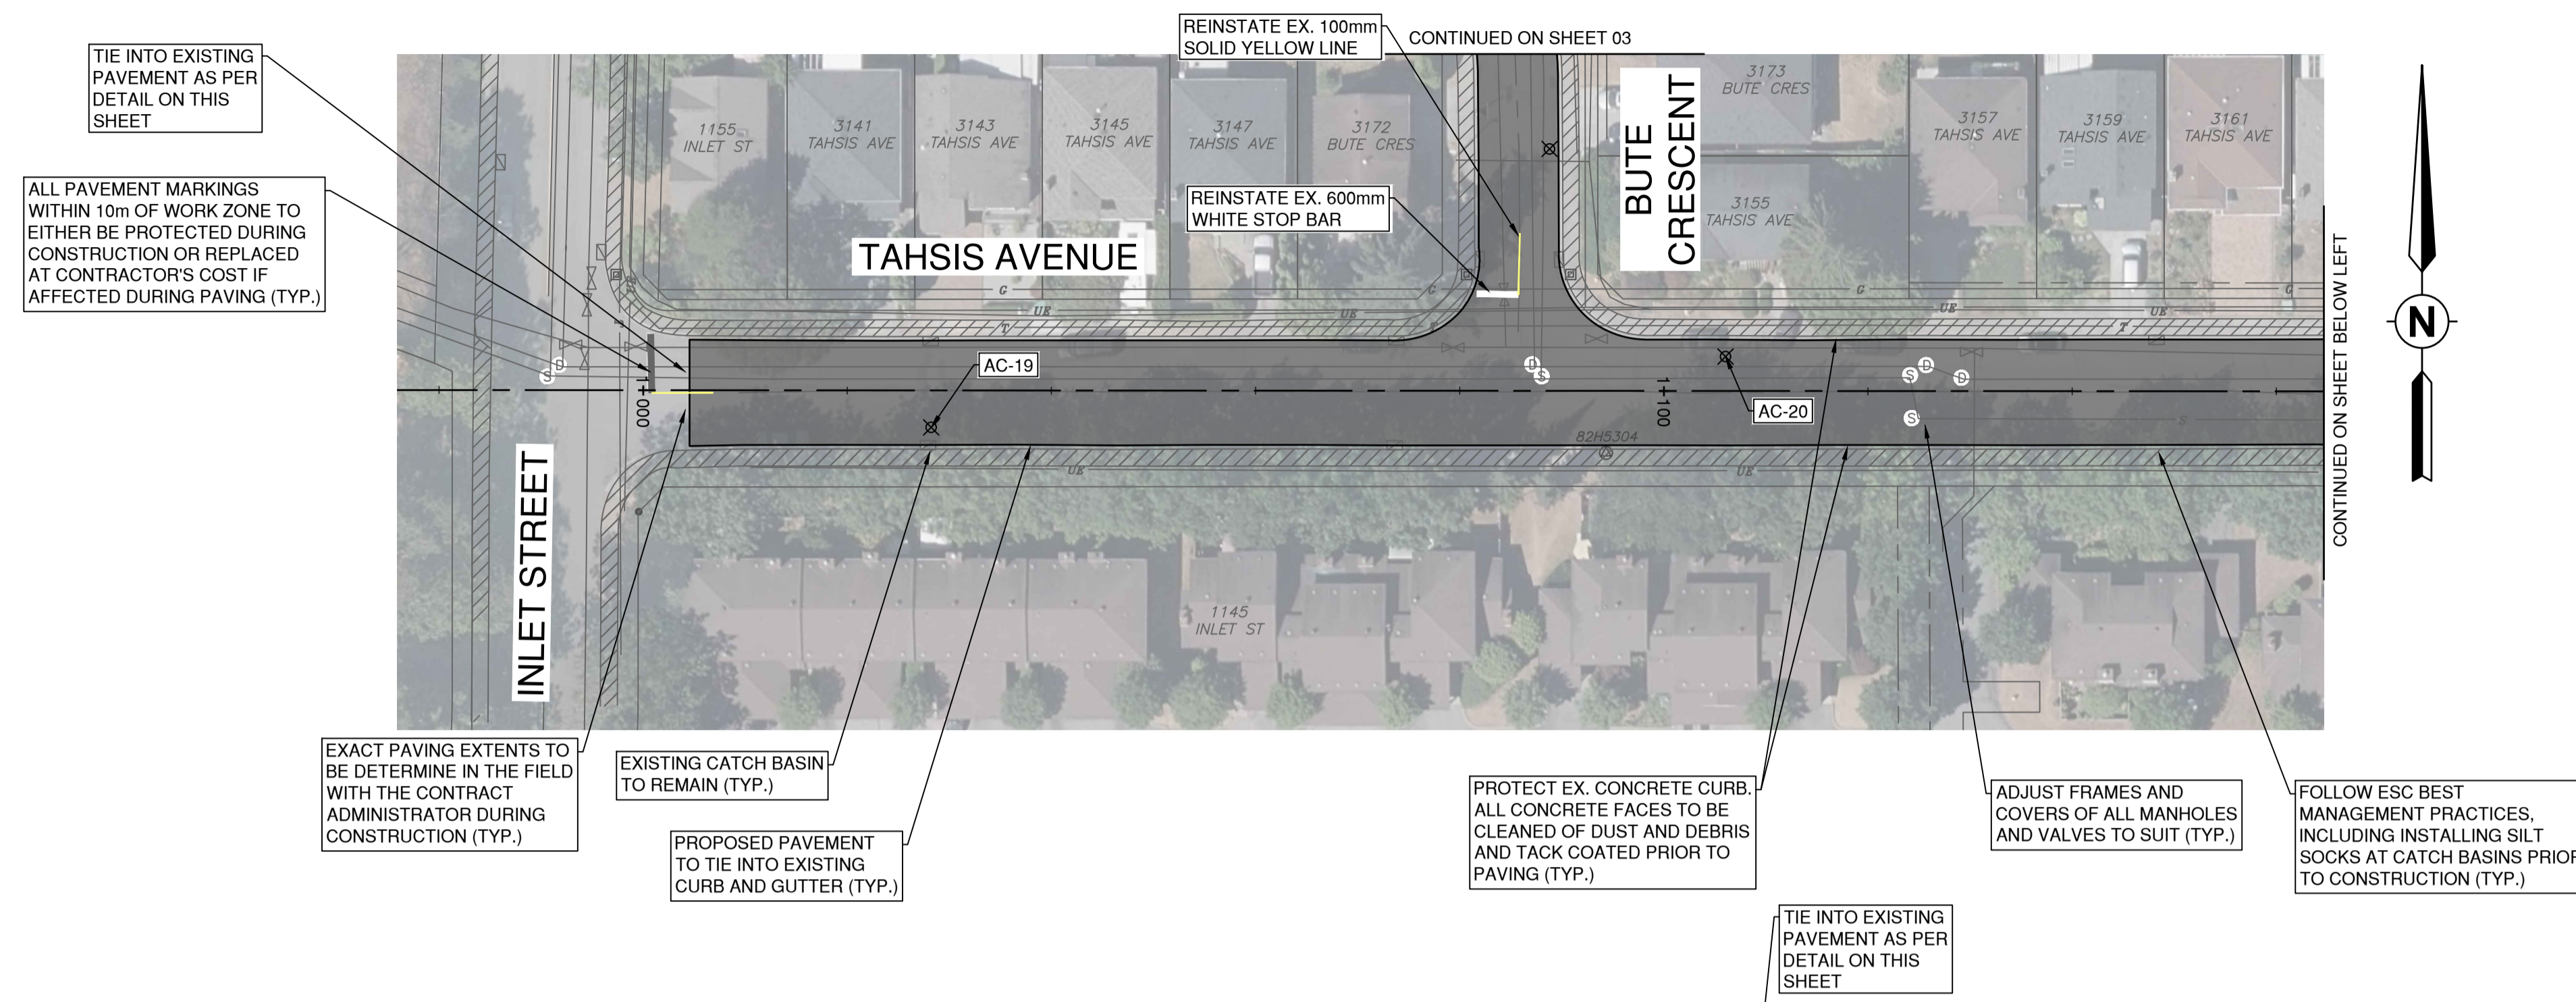 REINSTATE EX. 100mm
SOLID YELLOW LINE
CONTINUED ON SHEET 03
TIE INTO EXISTING
PAVEMENT AS PER
DETAIL ON THIS
SHEET
ALL PAVEMENT MARKINGS
WITHIN 10m OF WORK ZONE TO
EITHER BE PROTECTED DURING
CONSTRUCTION OR REPLACED
AT CONTRACTOR'S COST IF
AFFECTED DURING PAVING (TYP.)
1155
INLET ST
3141
TAHSIS AVE
3143
TAHSIS AVE
3145
TAHSIS AVE
3147
TAHSIS AVE
3172
BUTE CRES
REINSTATE EX. 600mm
WHITE STOP BAR
BUTE
CRESCENT
3173
BUTE CRES
3155
TAHSIS AVE
3157
TAHSIS AVE
3159
TAHSIS AVE
3161
TAHSIS AVE
TAHSIS AVENUE
G
G
G
G
UE
UE
UE
UE
T
T
T
N
CONTINUED ON SHEET BELOW LEFT
D
S
D
S
S
D
D
S
S
1+000
1+100
AC-19
AC-20
82H5304
UE
UE
INLET STREET
1145
INLET ST
EXACT PAVING EXTENTS TO
BE DETERMINE IN THE FIELD
WITH THE CONTRACT
ADMINISTRATOR DURING
CONSTRUCTION (TYP.)
EXISTING CATCH BASIN
TO REMAIN (TYP.)
PROPOSED PAVEMENT
TO TIE INTO EXISTING
CURB AND GUTTER (TYP.)
PROTECT EX. CONCRETE CURB.
ALL CONCRETE FACES TO BE
CLEANED OF DUST AND DEBRIS
AND TACK COATED PRIOR TO
PAVING (TYP.)
ADJUST FRAMES AND
COVERS OF ALL MANHOLES
AND VALVES TO SUIT (TYP.)
FOLLOW ESC BEST
MANAGEMENT PRACTICES,
INCLUDING INSTALLING SILT
SOCKS AT CATCH BASINS PRIOR
TO CONSTRUCTION (TYP.)
TIE INTO EXISTING
PAVEMENT AS PER
DETAIL ON THIS
SHEET